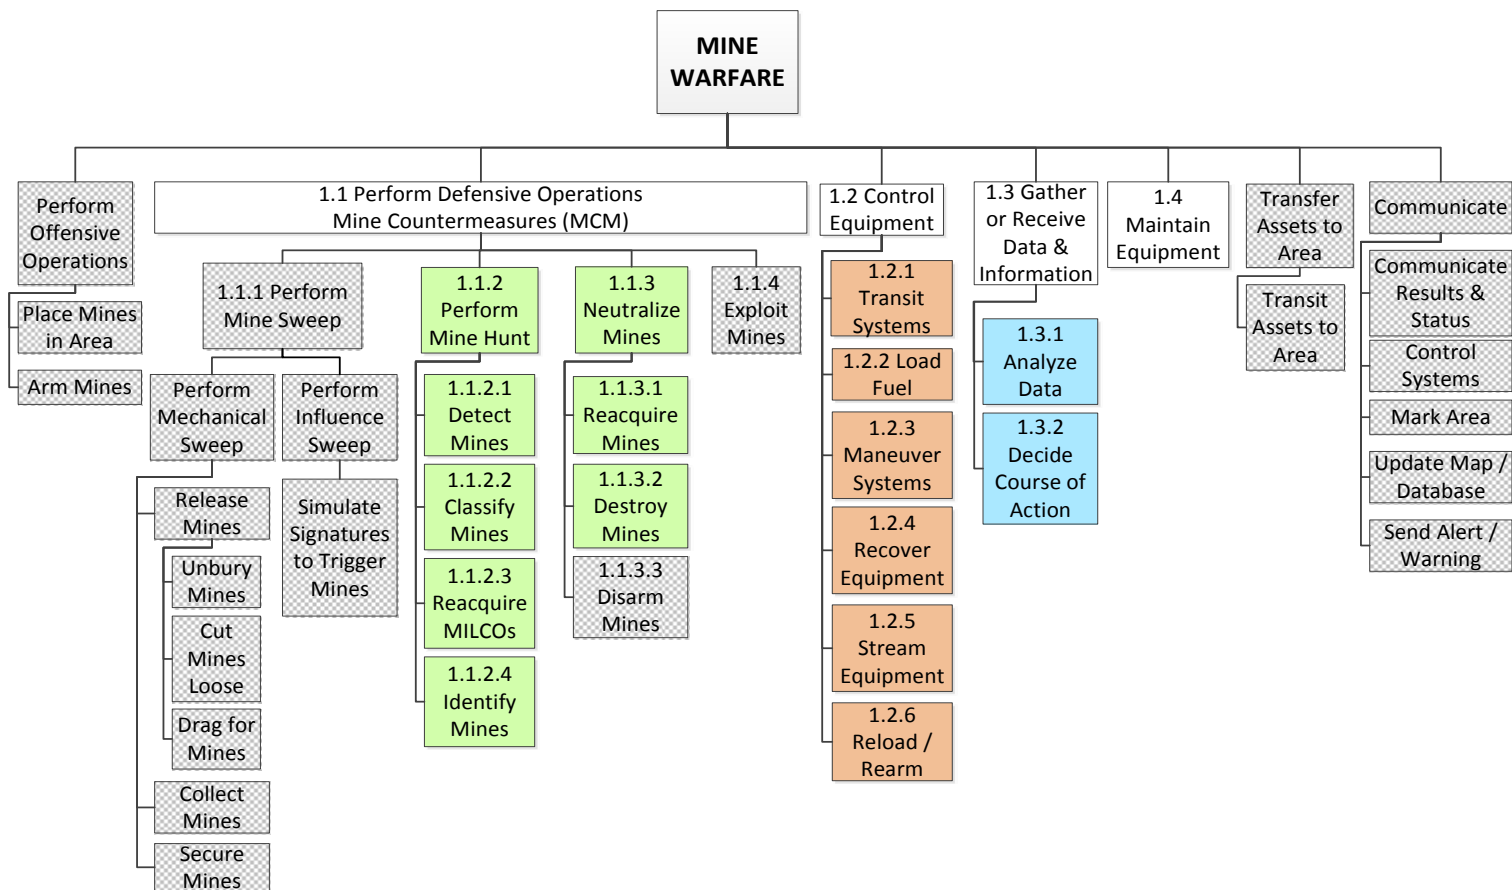 MINE
WARFARE
Perform
Offensive
Operations
Place Mines
in Area
Arm Mines
1.1 Perform Defensive Operations
Mine Countermeasures (MCM)
1.1.1 Perform
Mine Sweep
Perform
Mechanical
Sweep
Release
Mines
Unbury
Mines
Cut
Mines
Loose
Drag for
Mines
Collect
Mines
Secure
Mines
Perform
Influence
Sweep
Simulate
Signatures
to Trigger
Mines
1.1.2
Perform
Mine Hunt
1.1.2.1
Detect
Mines
1.1.2.2
Classify
Mines
1.1.2.3
Reacquire
MILCOs
1.1.2.4
Identify
Mines
1.1.3
Neutralize
Mines
1.1.3.1
Reacquire
Mines
1.1.3.2
Destroy
Mines
1.1.3.3
Disarm
Mines
1.1.4
Exploit
Mines
1.2 Control
Equipment
1.2.1
Transit
Systems
1.2.2 Load
Fuel
1.2.3
Maneuver
Systems
1.2.4
Recover
Equipment
1.2.5
Stream
Equipment
1.2.6
Reload /
Rearm
1.3 Gather
or Receive
Data &
Information
1.3.1
Analyze
Data
1.3.2
Decide
Course of
Action
1.4
Maintain
Equipment
Transfer
Assets to
Area
Transit
Assets to
Area
Communicate
Communicate
Results &
Status
Control
Systems
Mark Area
Update Map /
Database
Send Alert /
Warning